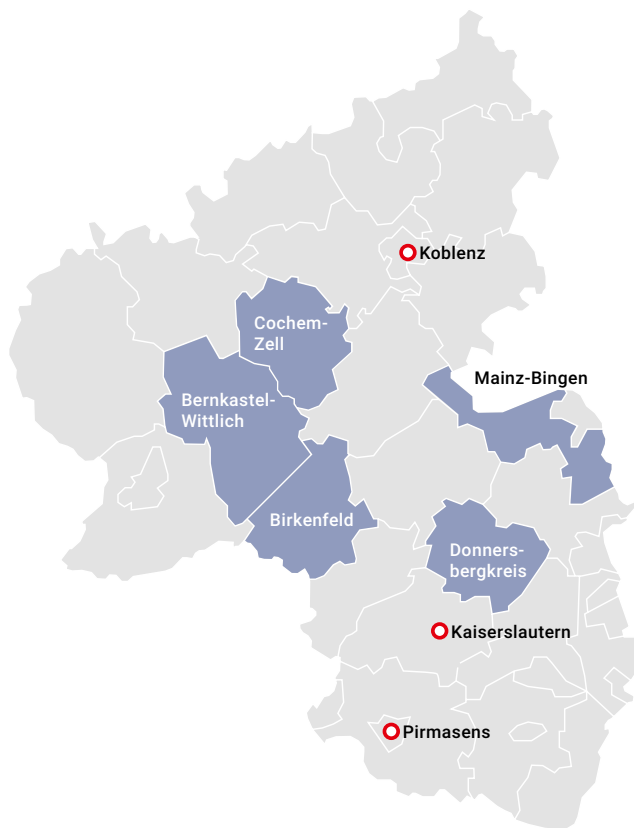 Koblenz
Cochem-
Zell
Mainz-Bingen
Bernkastel-
Wittlich
Birkenfeld
Donners-
bergkreis
Kaiserslautern
Pirmasens